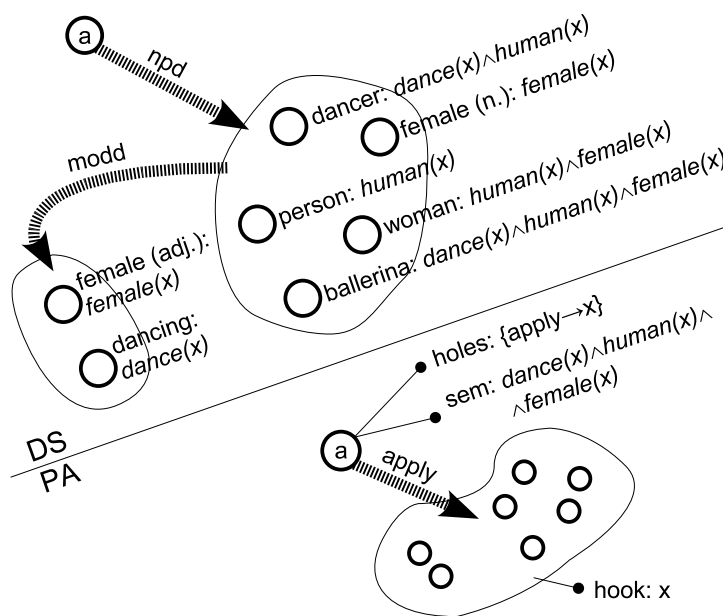 a
npd
dancer: dance(x)∧human(x)
female (n.): female(x)
modd
person: human(x)
woman: human(x)∧female(x)
female (adj.):
female(x)
ballerina: dance(x)∧human(x)∧female(x)
dancing:
dance(x)
holes: {apply→x}
sem: dance(x)∧human(x)∧
∧female(x)
DS
PA
a
apply
hook: x